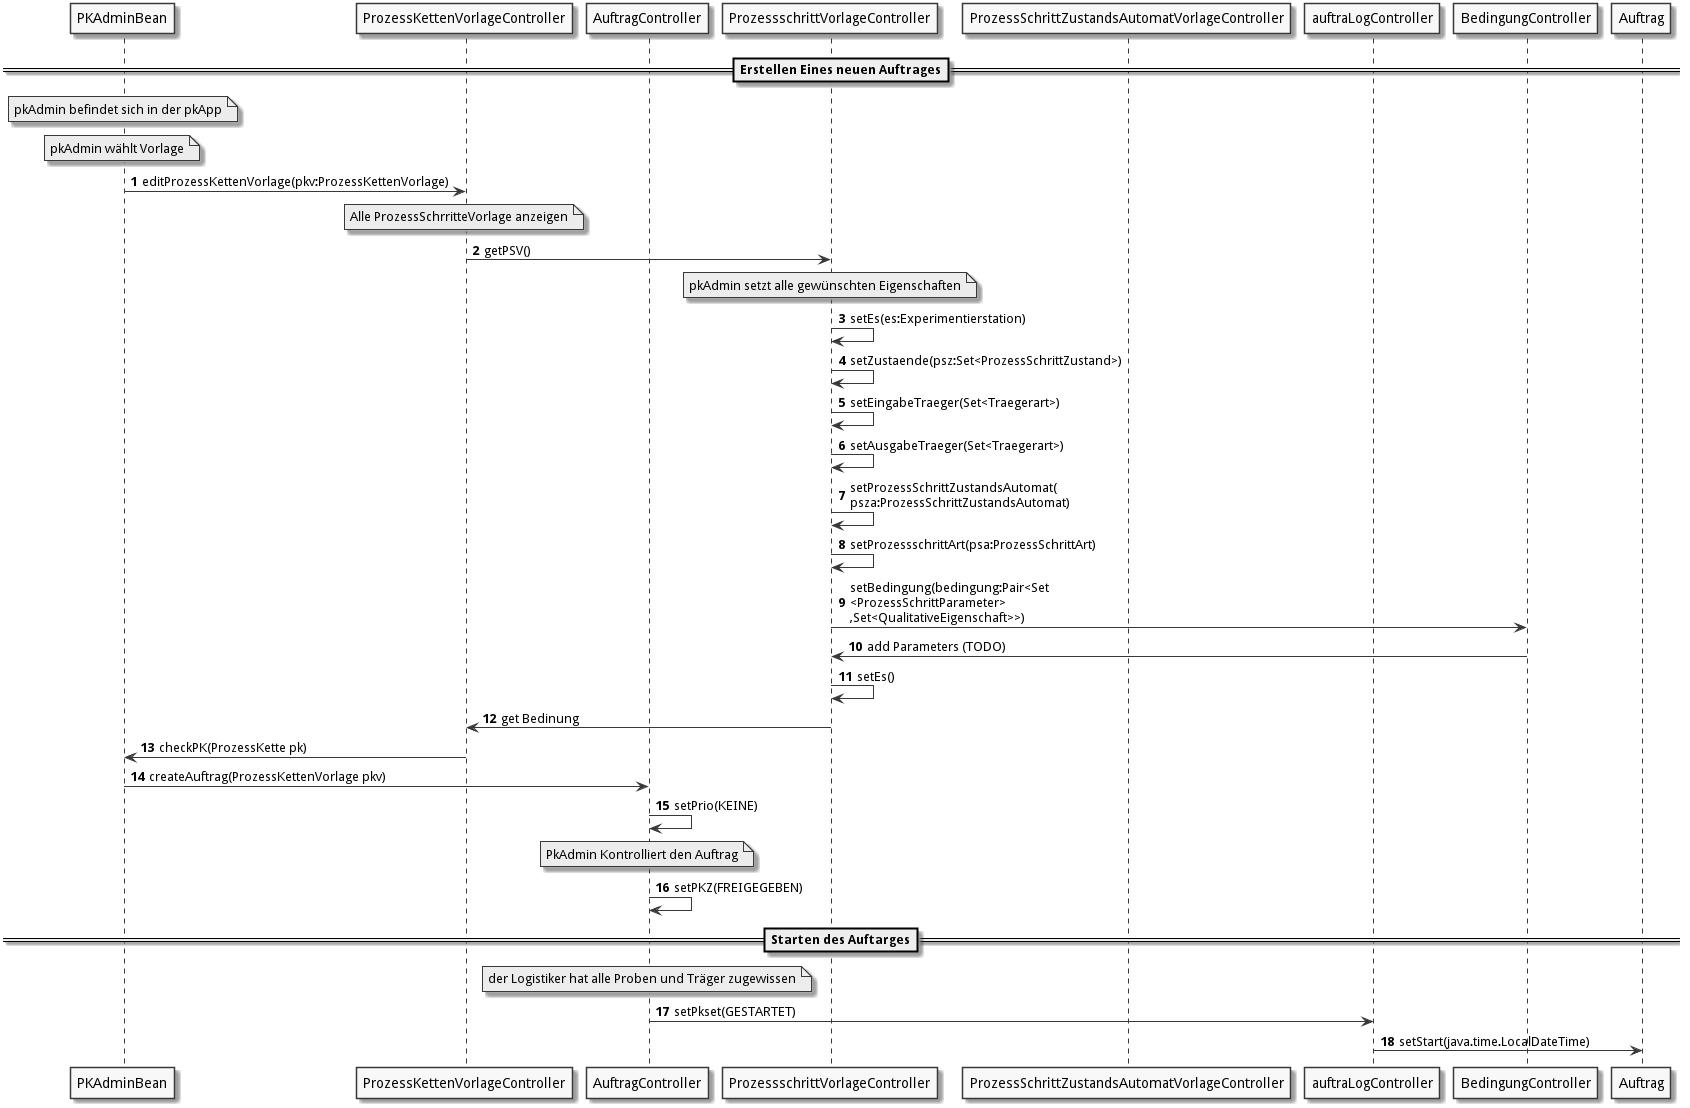 PKAdminBean
ProzessKettenVorlageController
AuftragController
ProzessschrittVorlageController
ProzessSchrittZustandsAutomatVorlageController
auftraLogController
BedingungController
Auftrag
Erstellen Eines neuen Auftrages
pkAdmin befindet sich in der pkApp
pkAdmin wählt Vorlage
1 editProzessKettenVorlage(pkv:ProzessKettenVorlage)
Alle ProzessSchrritteVorlage anzeigen
2 getPSV()
pkAdmin setzt alle gewünschten Eigenschaften
3 setEs(es:Experimentierstation)
4 setZustaende(psz:Set<ProzessSchrittZustand>)
5 setEingabeTraeger(Set<Traegerart>)
6 setAusgabeTraeger(Set<Traegerart>)
7 setProzessSchrittZustandsAutomat(
psza:ProzessSchrittZustandsAutomat)
8 setProzessschrittArt(psa:ProzessSchrittArt)
setBedingung(bedingung:Pair<Set
9 <ProzessSchrittParameter>
,Set<QualitativeEigenschaft>>)
10 add Parameters (TODO)
11 setEs()
12 get Bedinung
13 checkPK(ProzessKette pk)
14 createAuftrag(ProzessKettenVorlage pkv)
15 setPrio(KEINE)
PkAdmin Kontrolliert den Auftrag
16 setPKZ(FREIGEGEBEN)
Starten des Auftarges
der Logistiker hat alle Proben und Träger zugewissen
17 setPkset(GESTARTET)
18 setStart(java.time.LocalDateTime)
PKAdminBean
ProzessKettenVorlageController
AuftragController
ProzessschrittVorlageController
ProzessSchrittZustandsAutomatVorlageController
auftraLogController
BedingungController
Auftrag